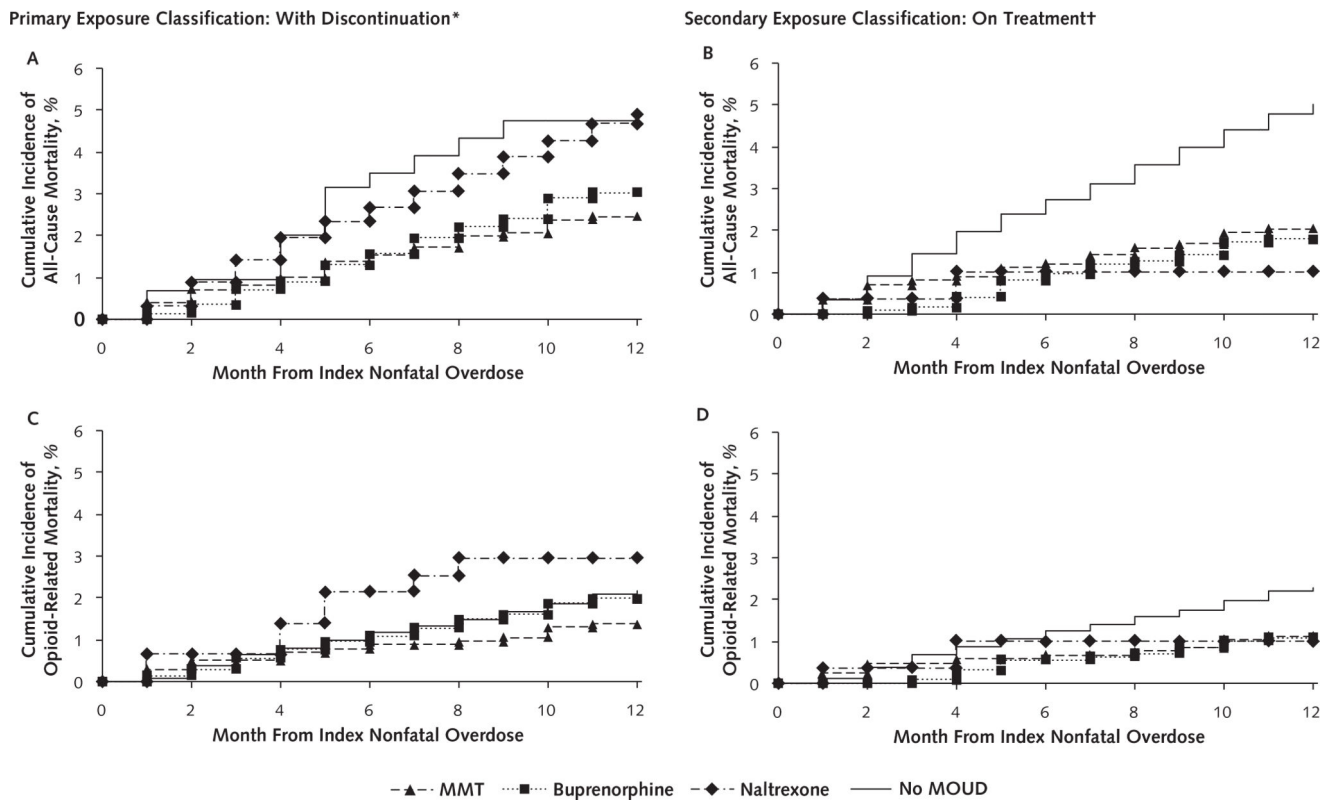 Primary Exposure Classification: With Discontinuation*
Secondary Exposure Classification: On Treatment†
A
Cumulative Incidence of
All-Cause Mortality, %
6
5
4
3
2
1
0
0 2 4 6 8 10 12
Month From Index Nonfatal Overdose
B
Cumulative Incidence of
All-Cause Mortality, %
6
5
4
3
2
1
0
0 2 4 6 8 10 12
Month From Index Nonfatal Overdose
C
Cumulative Incidence of
Opioid-Related Mortality, %
6
5
4
3
2
1
0
0 2 4 6 8 10 12
Month From Index Nonfatal Overdose
D
Cumulative Incidence of
Opioid-Related Mortality, %
6
5
4
3
2
1
0
0 2 4 6 8 10 12
Month From Index Nonfatal Overdose
MMT Buprenorphine Naltrexone No MOUD